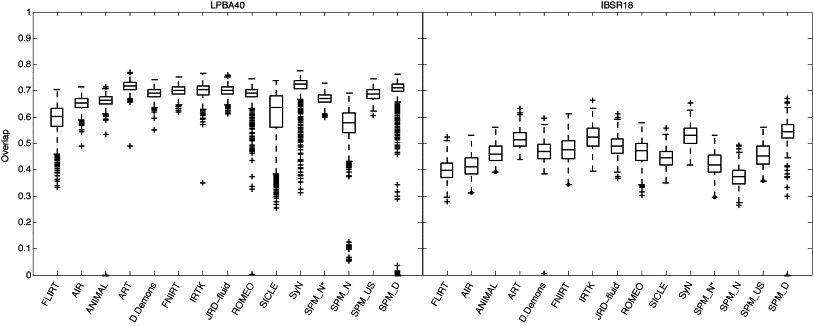 LPBA40 IBSR18
1
0.9
0.8
0.7
0.6
0.5
0.4
0.3
0.2
0.1
0
Overlap
FLIRT AIR ANIMAL ART D.Demons FNIRT IRTK JRD-fluid ROMEO SICLE SyN SPM_N* SPM_N SPM_US SPM_D
FLIRT AIR ANIMAL ART D.Demons FNIRT IRTK JRD-fluid ROMEO SICLE SyN SPM_N* SPM_N SPM_US SPM_D